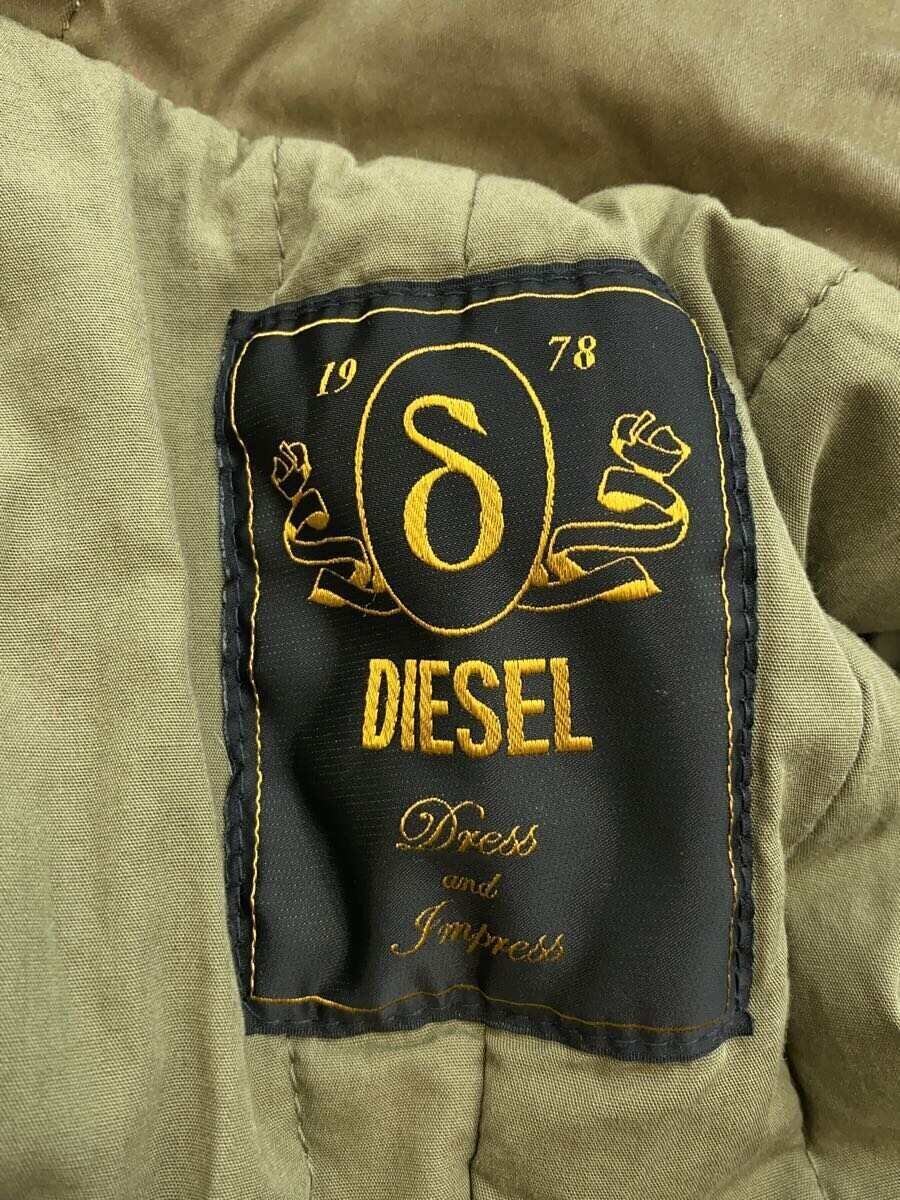 19 78
δ
DIESEL
Dress
and
Impress